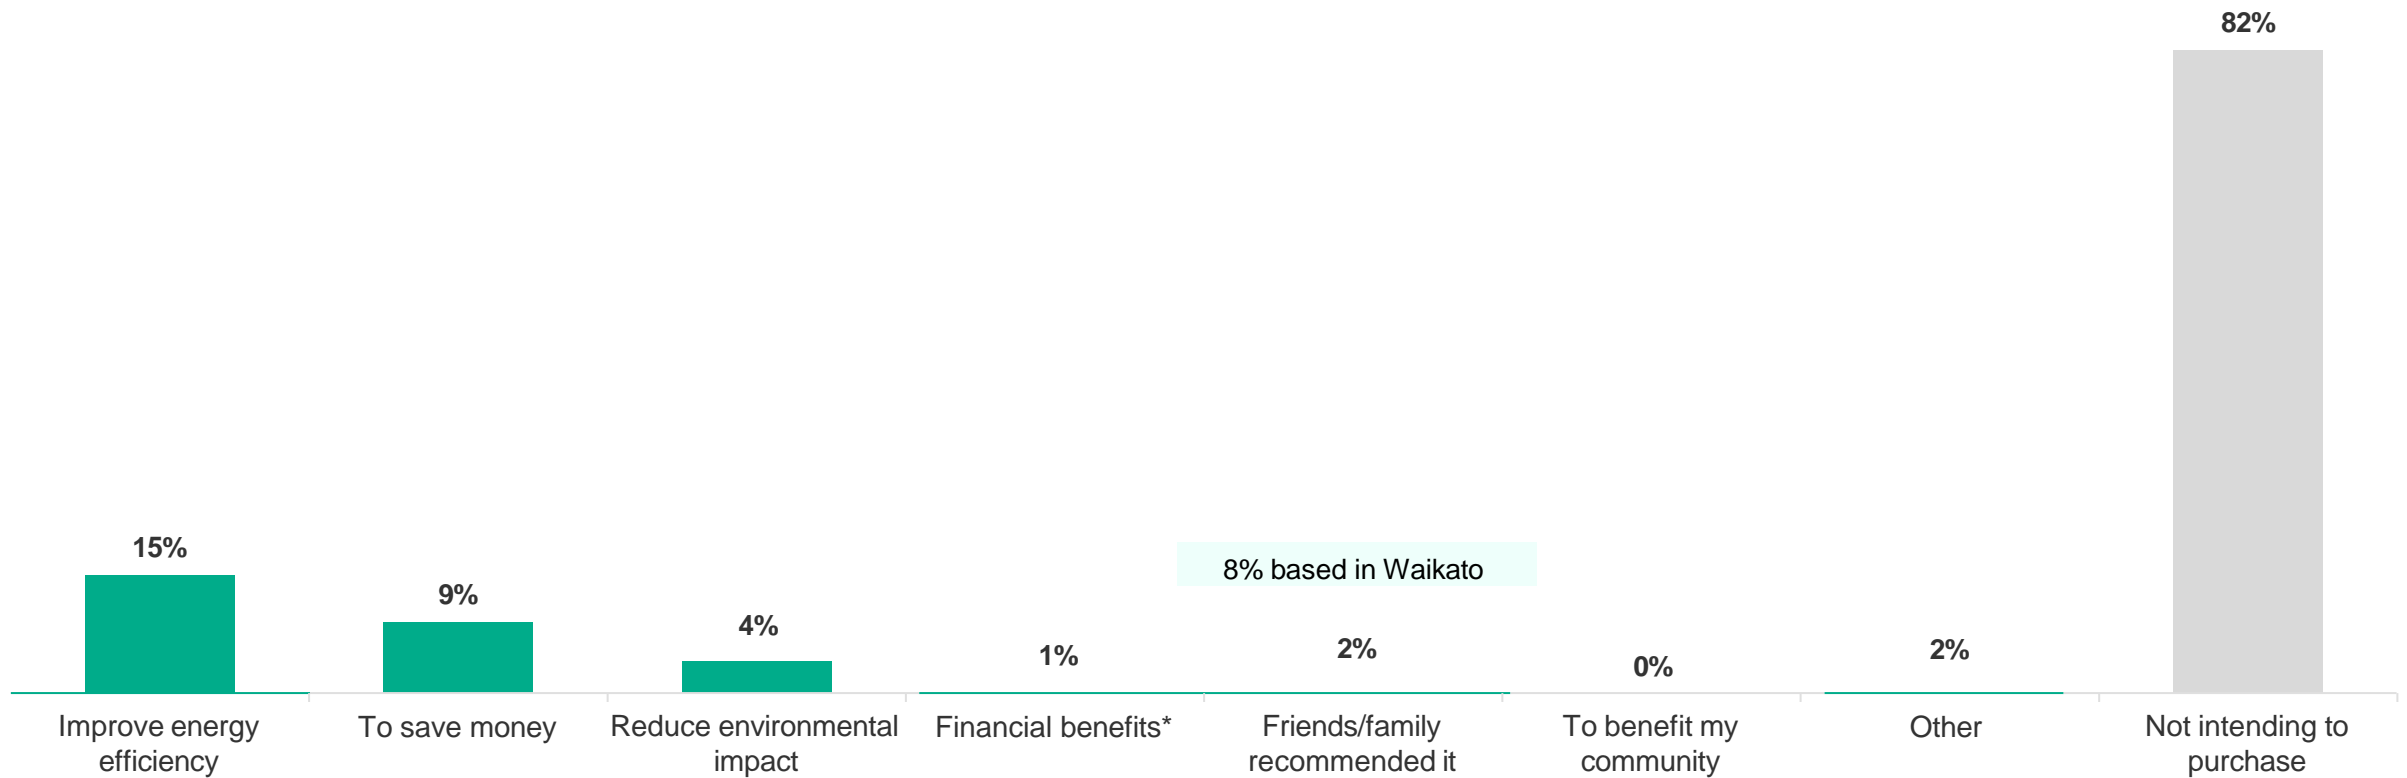 82%
15%
9%
4%
1%
2%
0%
2%
8% based in Waikato
Improve energy
efficiency
To save money
Reduce environmental
impact
Financial benefits*
Friends/family
recommended it
To benefit my
community
Other
Not intending to
purchase